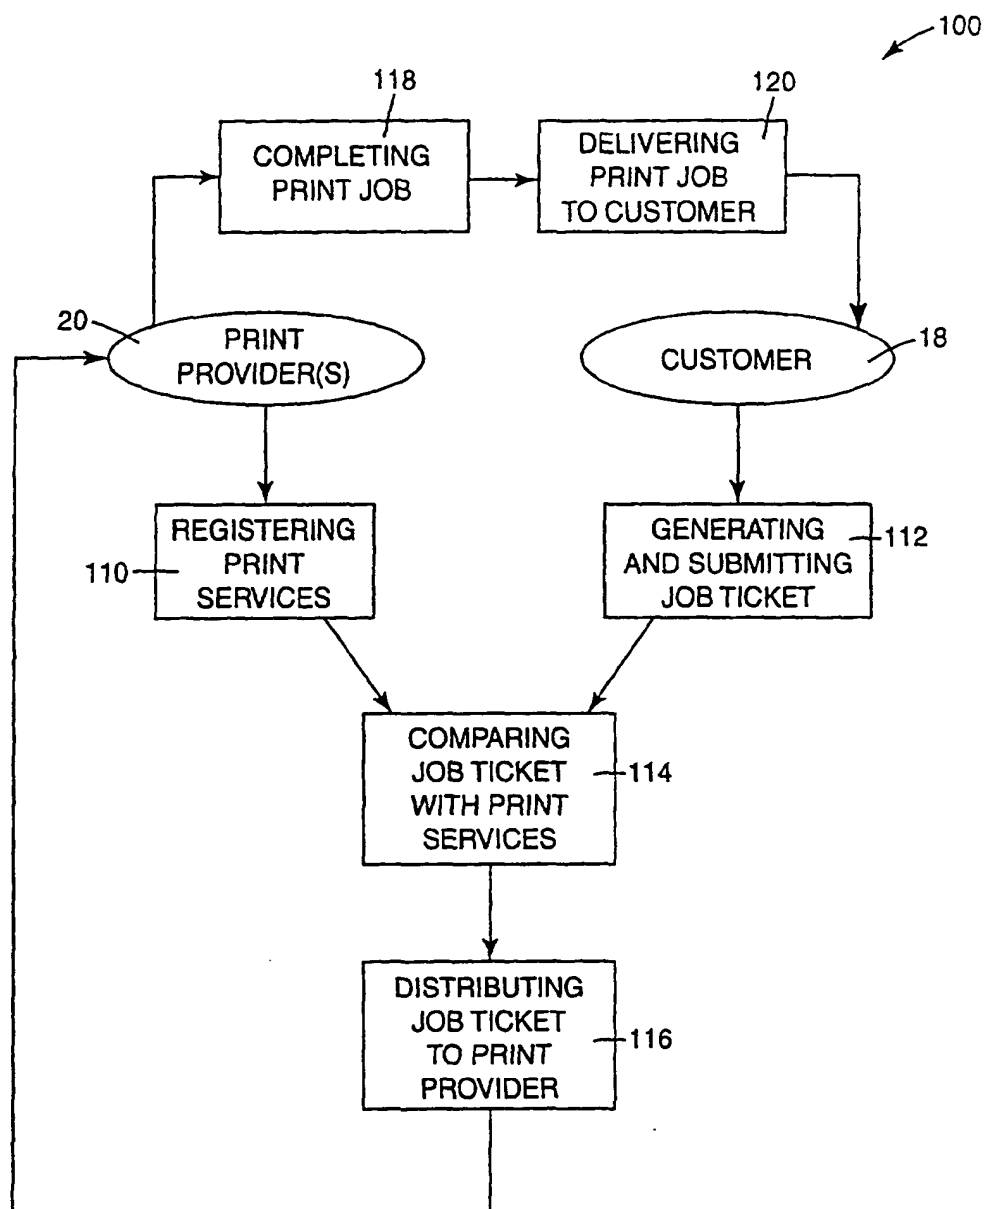 100
118
120
COMPLETING
PRINT JOB
DELIVERING
PRINT JOB
TO CUSTOMER
20
PRINT
PROVIDER(S)
CUSTOMER
18
REGISTERING
PRINT
SERVICES
110
GENERATING
AND SUBMITTING
JOB TICKET
112
COMPARING
JOB TICKET
WITH PRINT
SERVICES
114
DISTRIBUTING
JOB TICKET
TO PRINT
PROVIDER
116